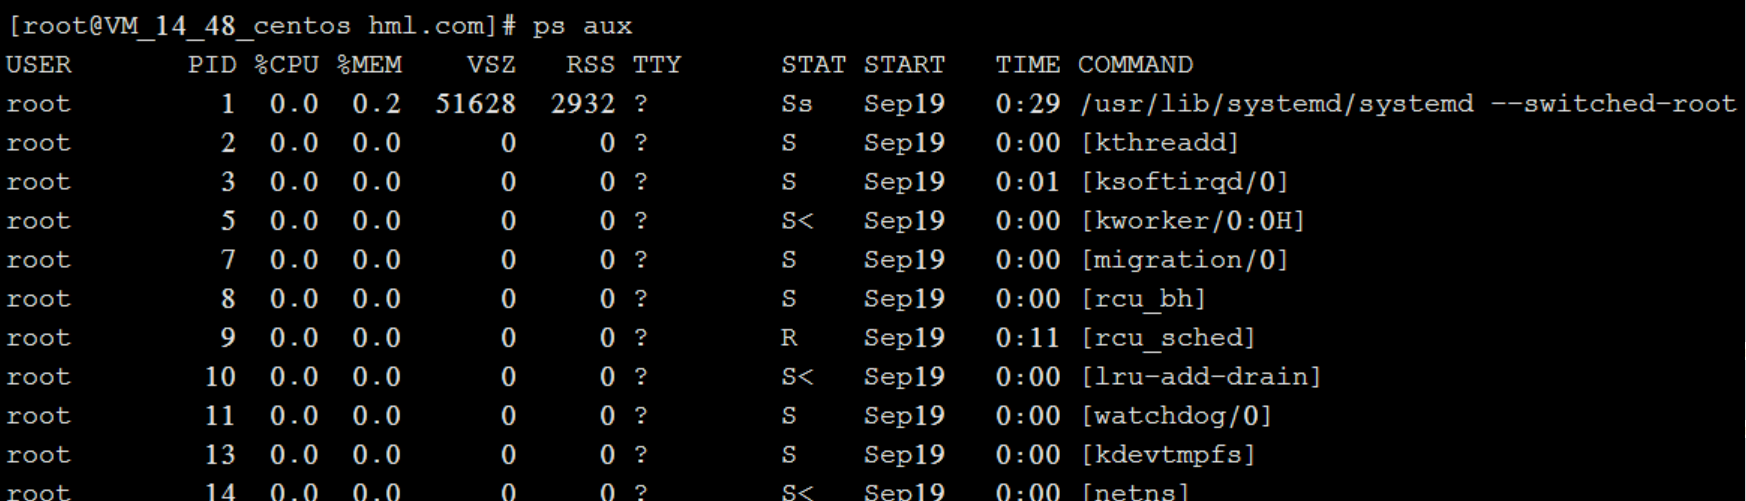 [root@VM_14_48_centos hml.com]# ps aux
USER       PID %CPU %MEM    VSZ   RSS TTY      STAT START   TIME COMMAND
root         1  0.0  0.2  51628  2932 ?        Ss   Sep19   0:29 /usr/lib/systemd/systemd --switched-root
root         2  0.0  0.0      0     0 ?        S    Sep19   0:00 [kthreadd]
root         3  0.0  0.0      0     0 ?        S    Sep19   0:01 [ksoftirqd/0]
root         5  0.0  0.0      0     0 ?        S<   Sep19   0:00 [kworker/0:0H]
root         7  0.0  0.0      0     0 ?        S    Sep19   0:00 [migration/0]
root         8  0.0  0.0      0     0 ?        S    Sep19   0:00 [rcu_bh]
root         9  0.0  0.0      0     0 ?        R    Sep19   0:11 [rcu_sched]
root        10  0.0  0.0      0     0 ?        S<   Sep19   0:00 [lru-add-drain]
root        11  0.0  0.0      0     0 ?        S    Sep19   0:00 [watchdog/0]
root        13  0.0  0.0      0     0 ?        S    Sep19   0:00 [kdevtmpfs]
root        14  0.0  0.0      0     0 ?        S<   Sep19   0:00 [netns]